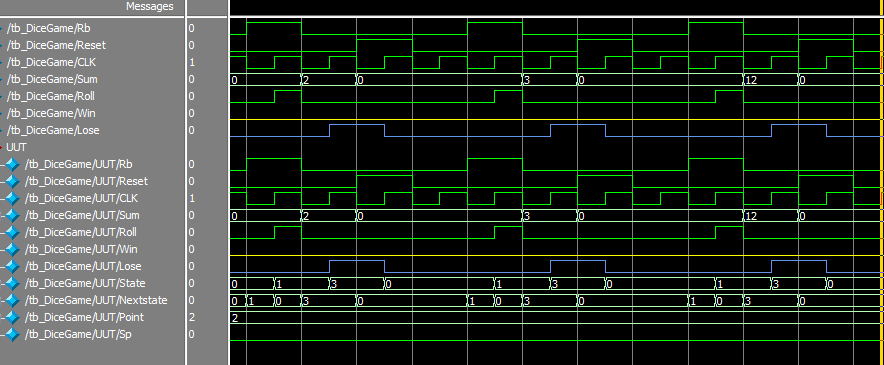 Messages
/tb_DiceGame/Rb 0
/tb_DiceGame/Reset 0
/tb_DiceGame/CLK 1
/tb_DiceGame/Sum 0 0 2 0 3 0 12 0
/tb_DiceGame/Roll 0
/tb_DiceGame/Win 0
/tb_DiceGame/Lose 0
UUT
/tb_DiceGame/UUT/Rb 0
/tb_DiceGame/UUT/Reset 0
/tb_DiceGame/UUT/CLK 1
/tb_DiceGame/UUT/Sum 0 0 2 0 3 0 12 0
/tb_DiceGame/UUT/Roll 0
/tb_DiceGame/UUT/Win 0
/tb_DiceGame/UUT/Lose 0
/tb_DiceGame/UUT/State 0 0 1 3 0 1 3 0 1 3 0
/tb_DiceGame/UUT/Nextstate 0 0 1 0 3 0 1 0 3 0 1 0 3 0
/tb_DiceGame/UUT/Point 2 2
/tb_DiceGame/UUT/Sp 0